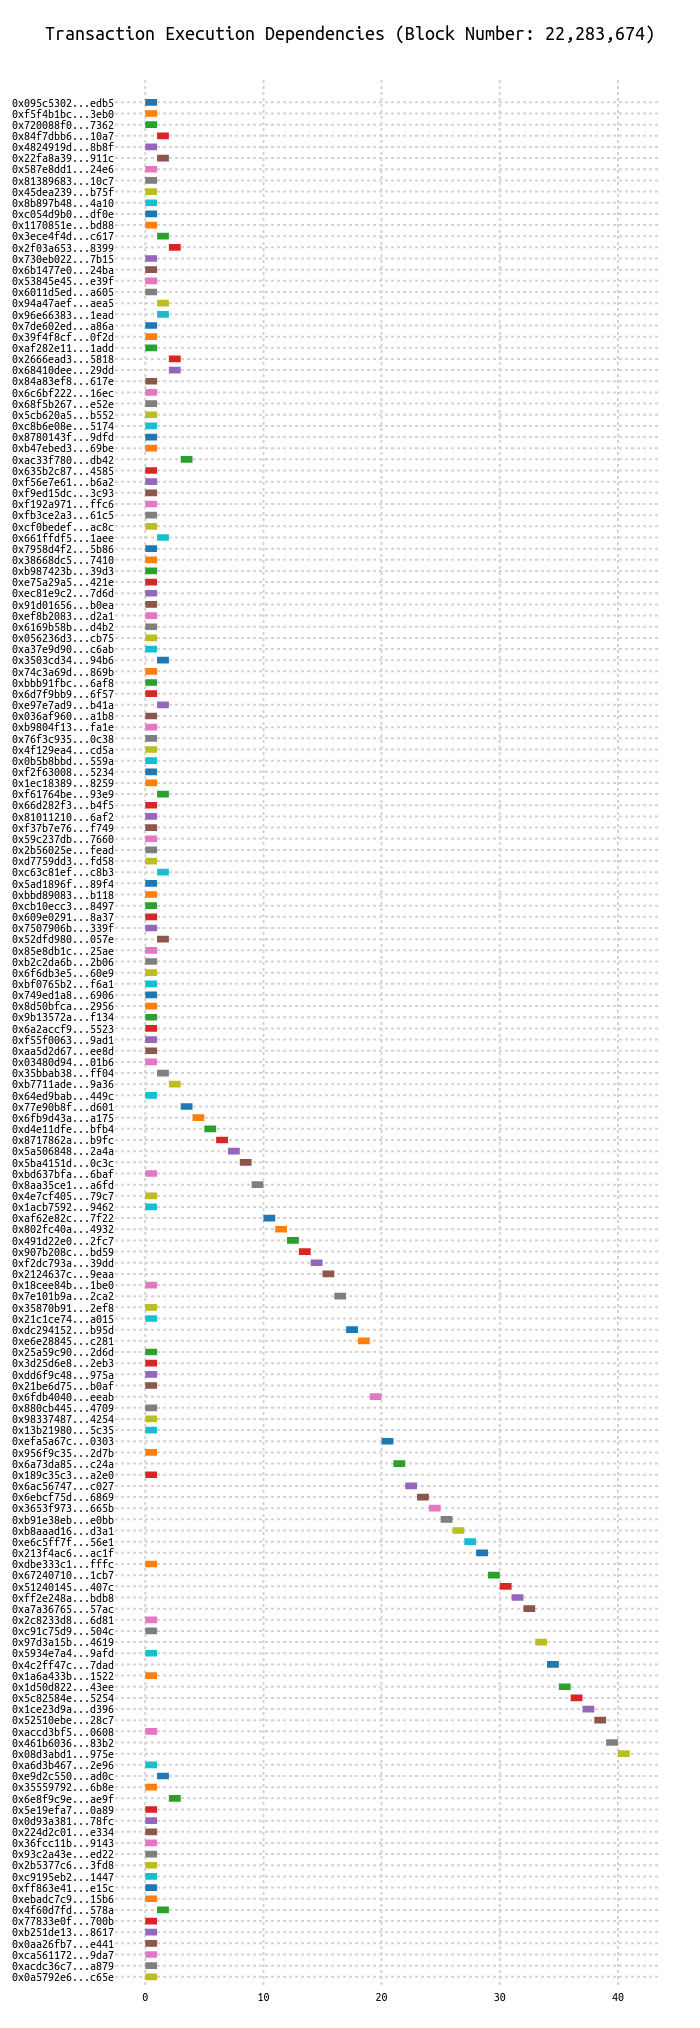 Transaction Execution Dependencies (Block Number: 22,283,674)
0x095c5302...edb5
0xf5f4b1bc...3eb0
0x720088f0...7362
0x84f7dbb6...10a7
0x4824919d...8b8f
0x22fa8a39...911c
0x587e8dd1...24e6
0x81389683...10c7
0x45dea239...b75f
0x8b897b48...4a10
0xc054d9b0...df0e
0x1170851e...bd88
0x3ece4f4d...c617
0x2f03a653...8399
0x730eb022...7b15
0x6b1477e0...24ba
0x53845e45...e39f
0x6011d5ed...a605
0x94a47aef...aea5
0x96e66383...1ead
0x7de602ed...a86a
0x39f4f8cf...0f2d
0xaf282e11...1add
0x2666ead3...5818
0x68410dee...29dd
0x84a83ef8...617e
0x6c6bf222...16ec
0x68f5b267...e52e
0x5cb620a5...b552
0xc8b6e08e...5174
0x8780143f...9dfd
0xb47ebed3...69be
0xac33f780...db42
0x635b2c87...4585
0xf56e7e61...b6a2
0xf9ed15dc...3c93
0xf192a971...ffc6
0xfb3ce2a3...61c5
0xcf0bedef...ac8c
0x661ffdf5...1aee
0x7958d4f2...5b86
0x38668dc5...7410
0xb987423b...39d3
0xe75a29a5...421e
0xec81e9c2...7d6d
0x91d01656...b0ea
0xef8b2083...d2a1
0x6169b58b...d4b2
0x056236d3...cb75
0xa37e9d90...c6ab
0x3503cd34...94b6
0x74c3a69d...869b
0xbbb91fbc...6af8
0x6d7f9bb9...6f57
0xe97e7ad9...b41a
0x036af960...a1b8
0xb9804f13...fa1e
0x76f3c935...0c38
0x4f129ea4...cd5a
0x0b5b8bbd...559a
0xf2f63008...5234
0x1ec18389...8259
0xf61764be...93e9
0x66d282f3...b4f5
0x81011210...6af2
0xf37b7e76...f749
0x59c237db...7660
0x2b56025e...fead
0xd7759dd3...fd58
0xc63c81ef...c8b3
0x5ad1896f...89f4
0xbbd89083...b118
0xcb10ecc3...8497
0x609e0291...8a37
0x7507906b...339f
0x52dfd980...057e
0x85e8db1c...25ae
0xb2c2da6b...2b06
0x6f6db3e5...60e9
0xbf0765b2...f6a1
0x749ed1a8...6906
0x8d50bfca...2956
0x9b13572a...f134
0x6a2accf9...5523
0xf55f0063...9ad1
0xaa5d2d67...ee8d
0x03480d94...01b6
0x35bbab38...ff04
0xb7711ade...9a36
0x64ed9bab...449c
0x77e90b8f...d601
0x6fb9d43a...a175
0xd4e11dfe...bfb4
0x8717862a...b9fc
0x5a506848...2a4a
0x5ba4151d...0c3c
0xbd637bfa...6baf
0x8aa35ce1...a6fd
0x4e7cf405...79c7
0x1acb7592...9462
0xaf62e82c...7f22
0x802fc40a...4932
0x491d22e0...2fc7
0x907b208c...bd59
0xf2dc793a...39dd
0x2124637c...9eaa
0x18cee84b...1be0
0x7e101b9a...2ca2
0x35870b91...2ef8
0x21c1ce74...a015
0xdc294152...b95d
0xe6e28845...c281
0x25a59c90...2d6d
0x3d25d6e8...2eb3
0xdd6f9c48...975a
0x21be6d75...b0af
0x6fdb4040...eeab
0x880cb445...4709
0x98337487...4254
0x13b21980...5c35
0xefa5a67c...0303
0x956f9c35...2d7b
0x6a73da85...c24a
0x189c35c3...a2e0
0x6ac56747...c027
0x6ebcf75d...6869
0x3653f973...665b
0xb91e38eb...e0bb
0xb8aaad16...d3a1
0xe6c5ff7f...56e1
0x213f4ac6...ac1f
0xdbe333c1...fffc
0x67240710...1cb7
0x51240145...407c
0xff2e248a...bdb8
0xa7a36765...57ac
0x2c8233d8...6d81
0xc91c75d9...504c
0x97d3a15b...4619
0x5934e7a4...9afd
0x4c2ff47c...7dad
0x1a6a433b...1522
0x1d50d822...43ee
0x5c82584e...5254
0x1ce23d9a...d396
0x52510ebe...28c7
0xaccd3bf5...0608
0x461b6036...83b2
0x08d3abd1...975e
0xa6d3b467...2e96
0xe9d2c550...ad0c
0x35559792...6b8e
0x6e8f9c9e...ae9f
0x5e19efa7...0a89
0x0d93a381...78fc
0x224d2c01...e334
0x36fcc11b...9143
0x93c2a43e...ed22
0x2b5377c6...3fd8
0xc9195eb2...1447
0xff863e41...e15c
0xebadc7c9...15b6
0x4f60d7fd...578a
0x77833e0f...700b
0xb251de13...8617
0x0aa26fb7...e441
0xca561172...9da7
0xacdc36c7...a879
0x0a5792e6...c65e
0 10 20 30 40